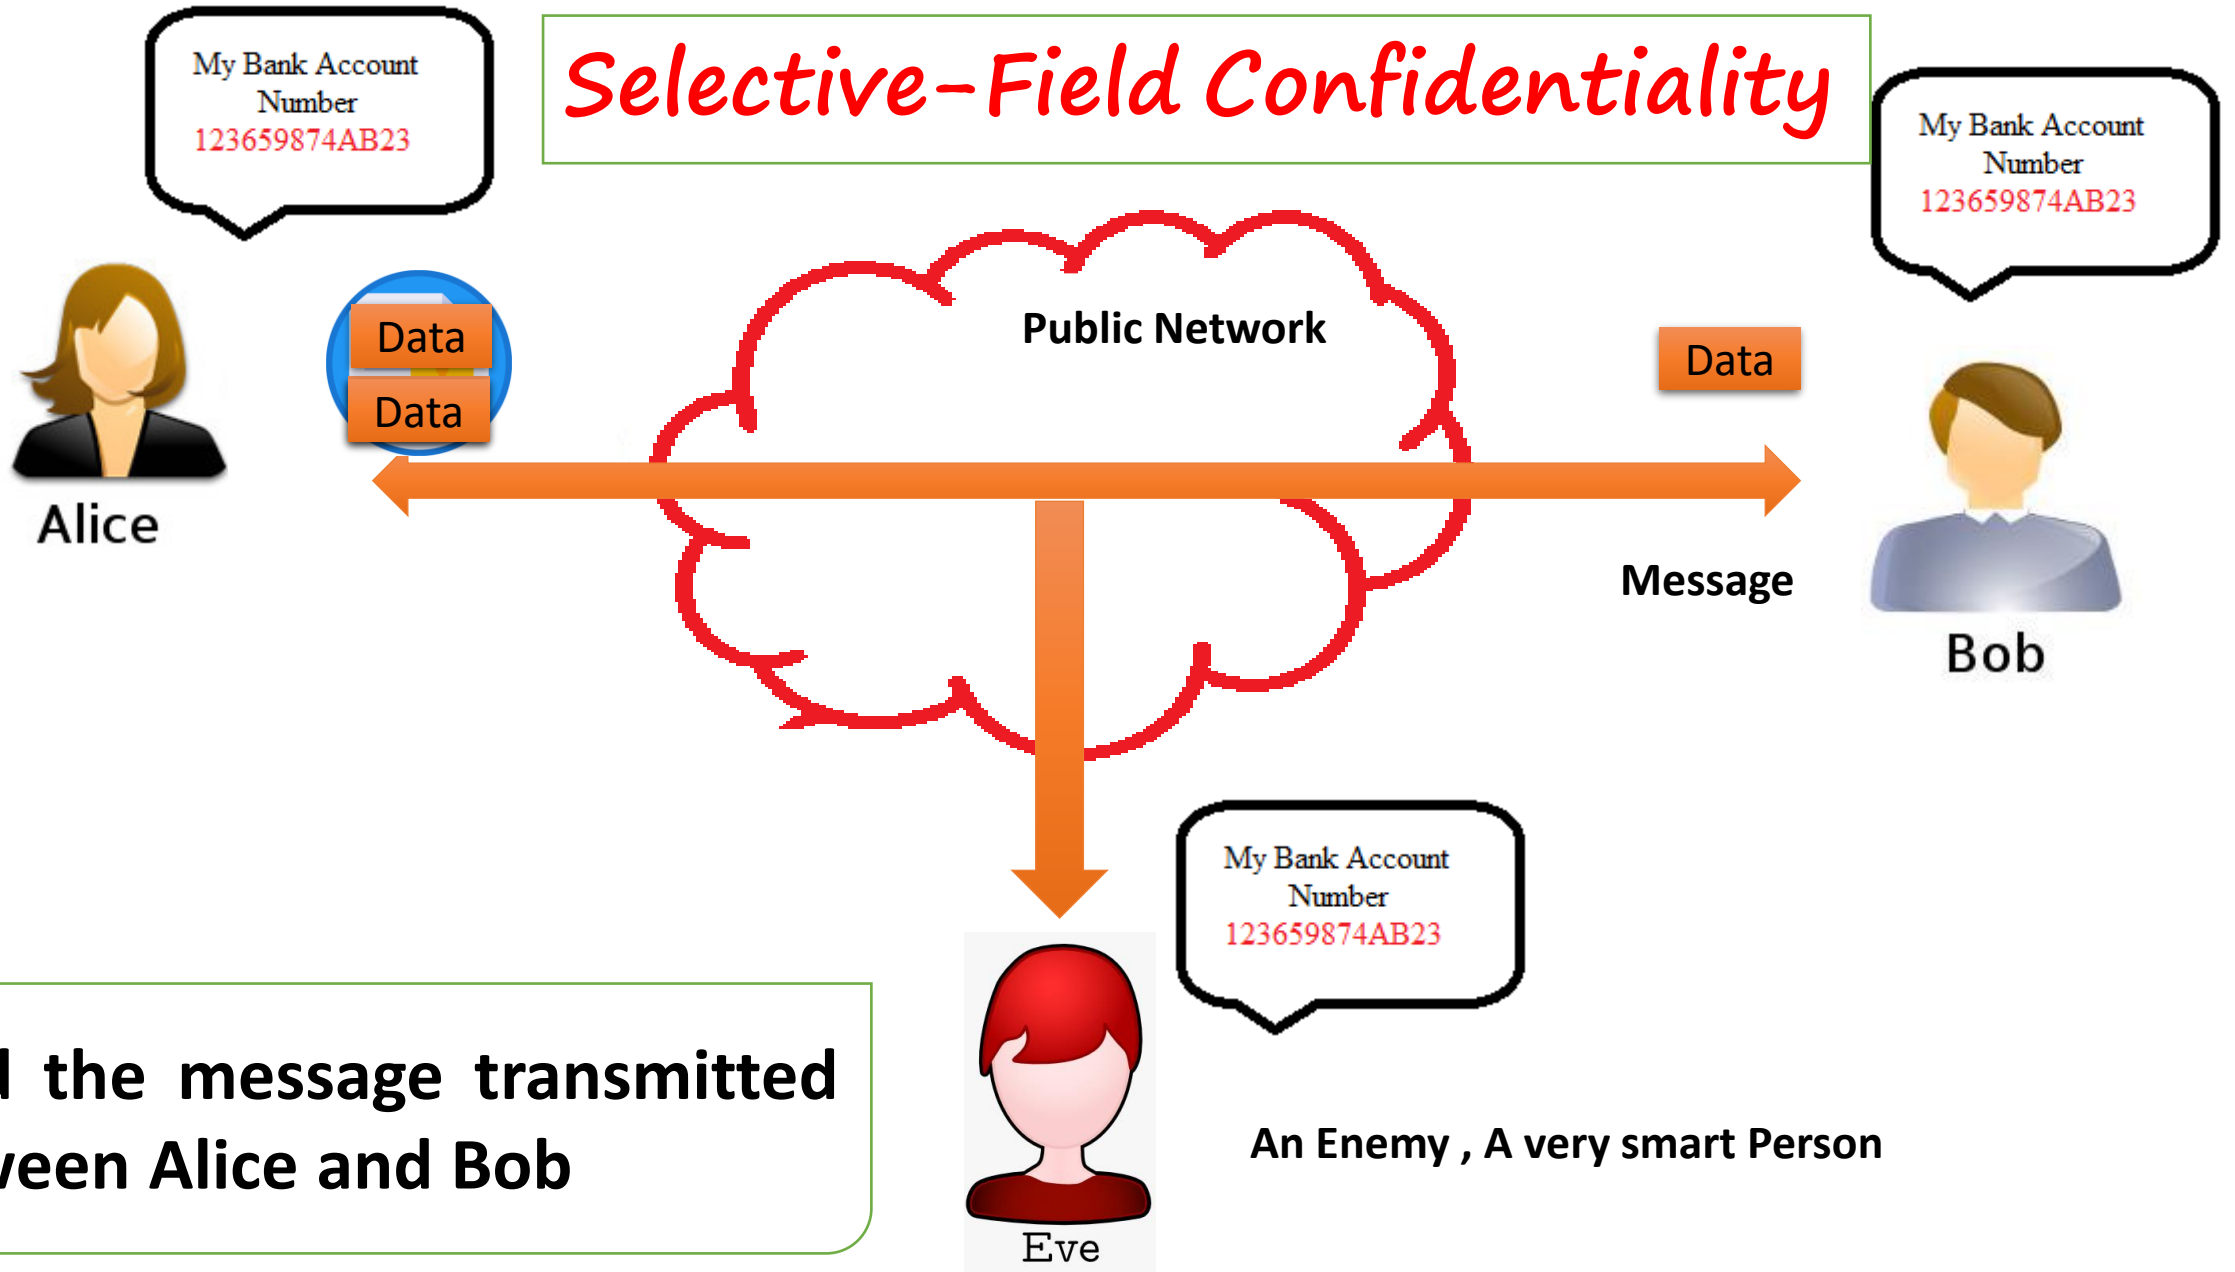 My Bank Account
Number
123659874AB23
Selective-Field Confidentiality
My Bank Account
Number
123659874AB23
Public Network
Data
Data
Data
Alice
Message
Bob
My Bank Account
Number
123659874AB23
the message transmitted
Alice and Bob
An Enemy , A very smart Person
Eve